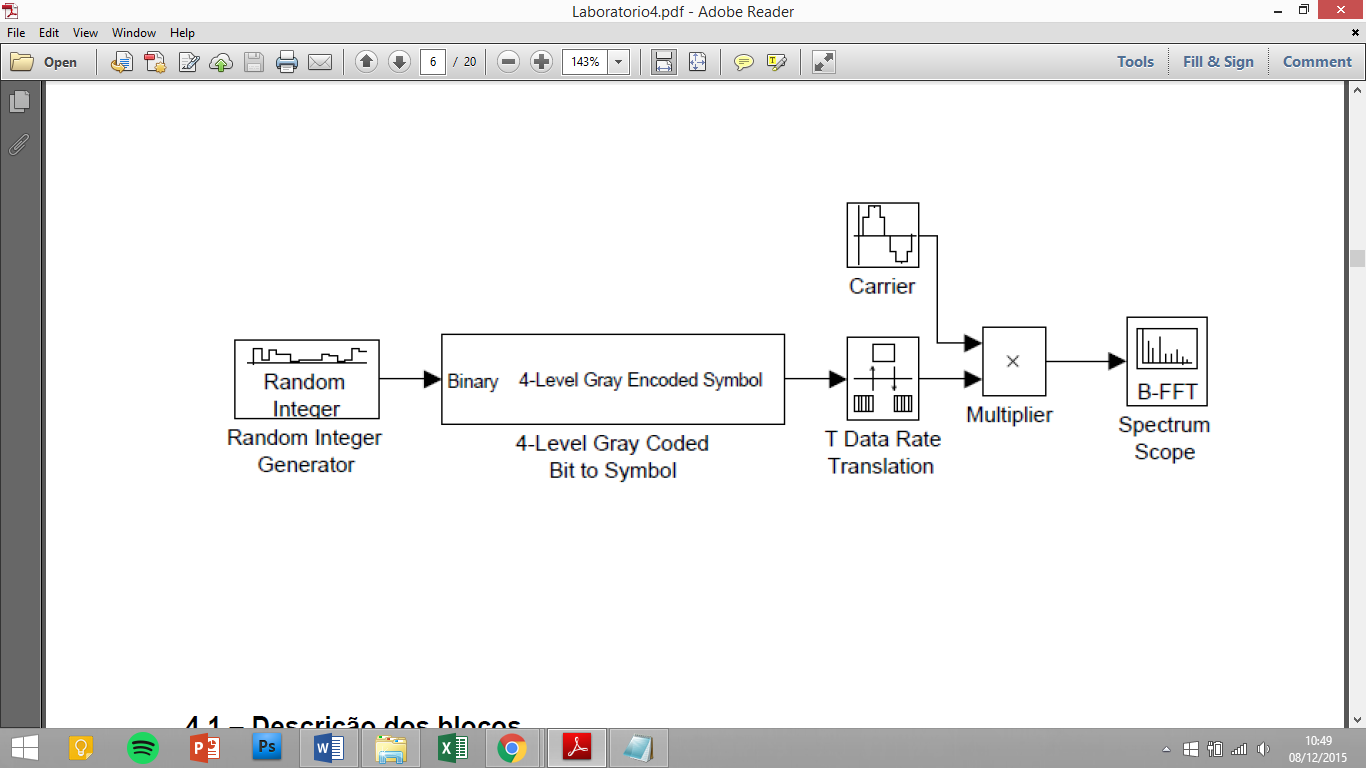 Laboratorio4.pdf - Adobe Reader
File Edit View Window Help
Open 6 / 20 143% Tools Fill & Sign Comment
Carrier
Random
Integer
Random Integer
Generator
Binary 4-Level Gray Encoded Symbol
4-Level Gray Coded
Bit to Symbol
T Data Rate
Translation
×
Multiplier
B-FFT
Spectrum
Scope
4.1 – Descrição dos blocos
10:49
08/12/2015